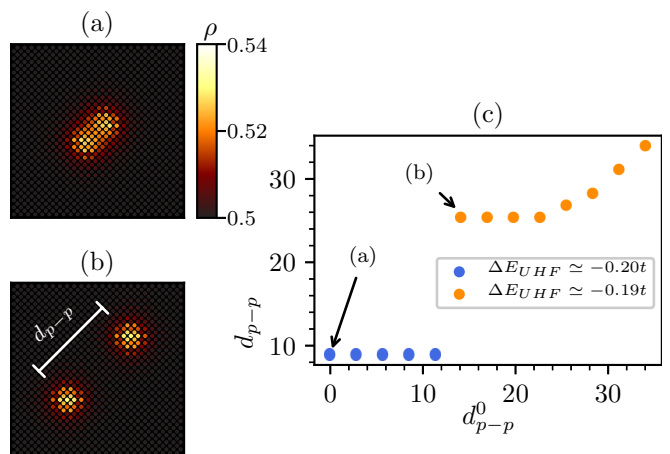 (a)
ρ
0.54
0.52
0.5
(b)
d_{p-p}
(c)
(b)
(a)
ΔE_{UHF} ≃ −0.20t
ΔE_{UHF} ≃ −0.19t
30
20
10
d_{p-p}
0 10 20 30
d^0_{p-p}